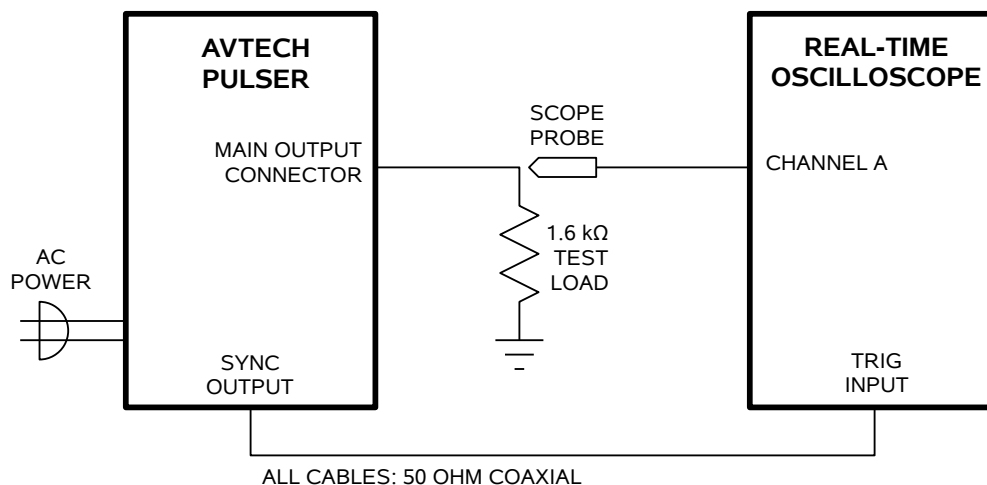 AVTECH
PULSER
REAL-TIME
OSCILLOSCOPE
SCOPE
PROBE
MAIN OUTPUT
CONNECTOR
CHANNEL A
1.6 kΩ
TEST
LOAD
AC
POWER
SYNC
OUTPUT
TRIG
INPUT
ALL CABLES: 50 OHM COAXIAL